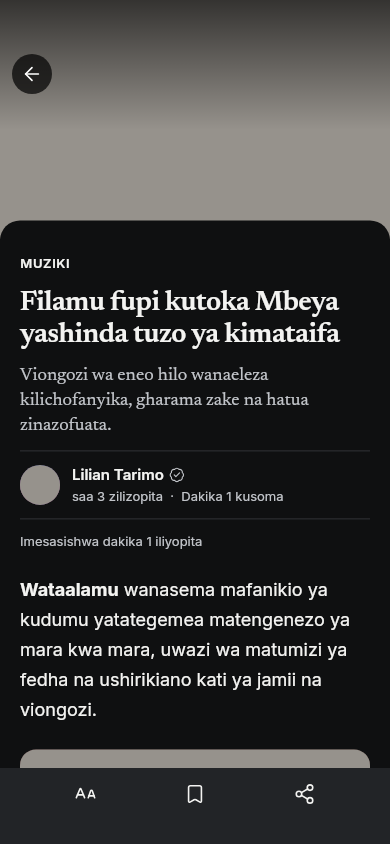 MUZIKI
Filamu fupi kutoka Mbeya
yashinda tuzo ya kimataifa
Viongozi wa eneo hilo wanaeleza
kilichofanyika, gharama zake na hatua
zinazofuata.
Lilian Tarimo
saa 3 zilizopita · Dakika 1 kusoma
Imesasishwa dakika 1 iliyopita
Wataalamu wanasema mafanikio ya
kudumu yatategemea matengenezo ya
mara kwa mara, uwazi wa matumizi ya
fedha na ushirikiano kati ya jamii na
viongozi.
AA